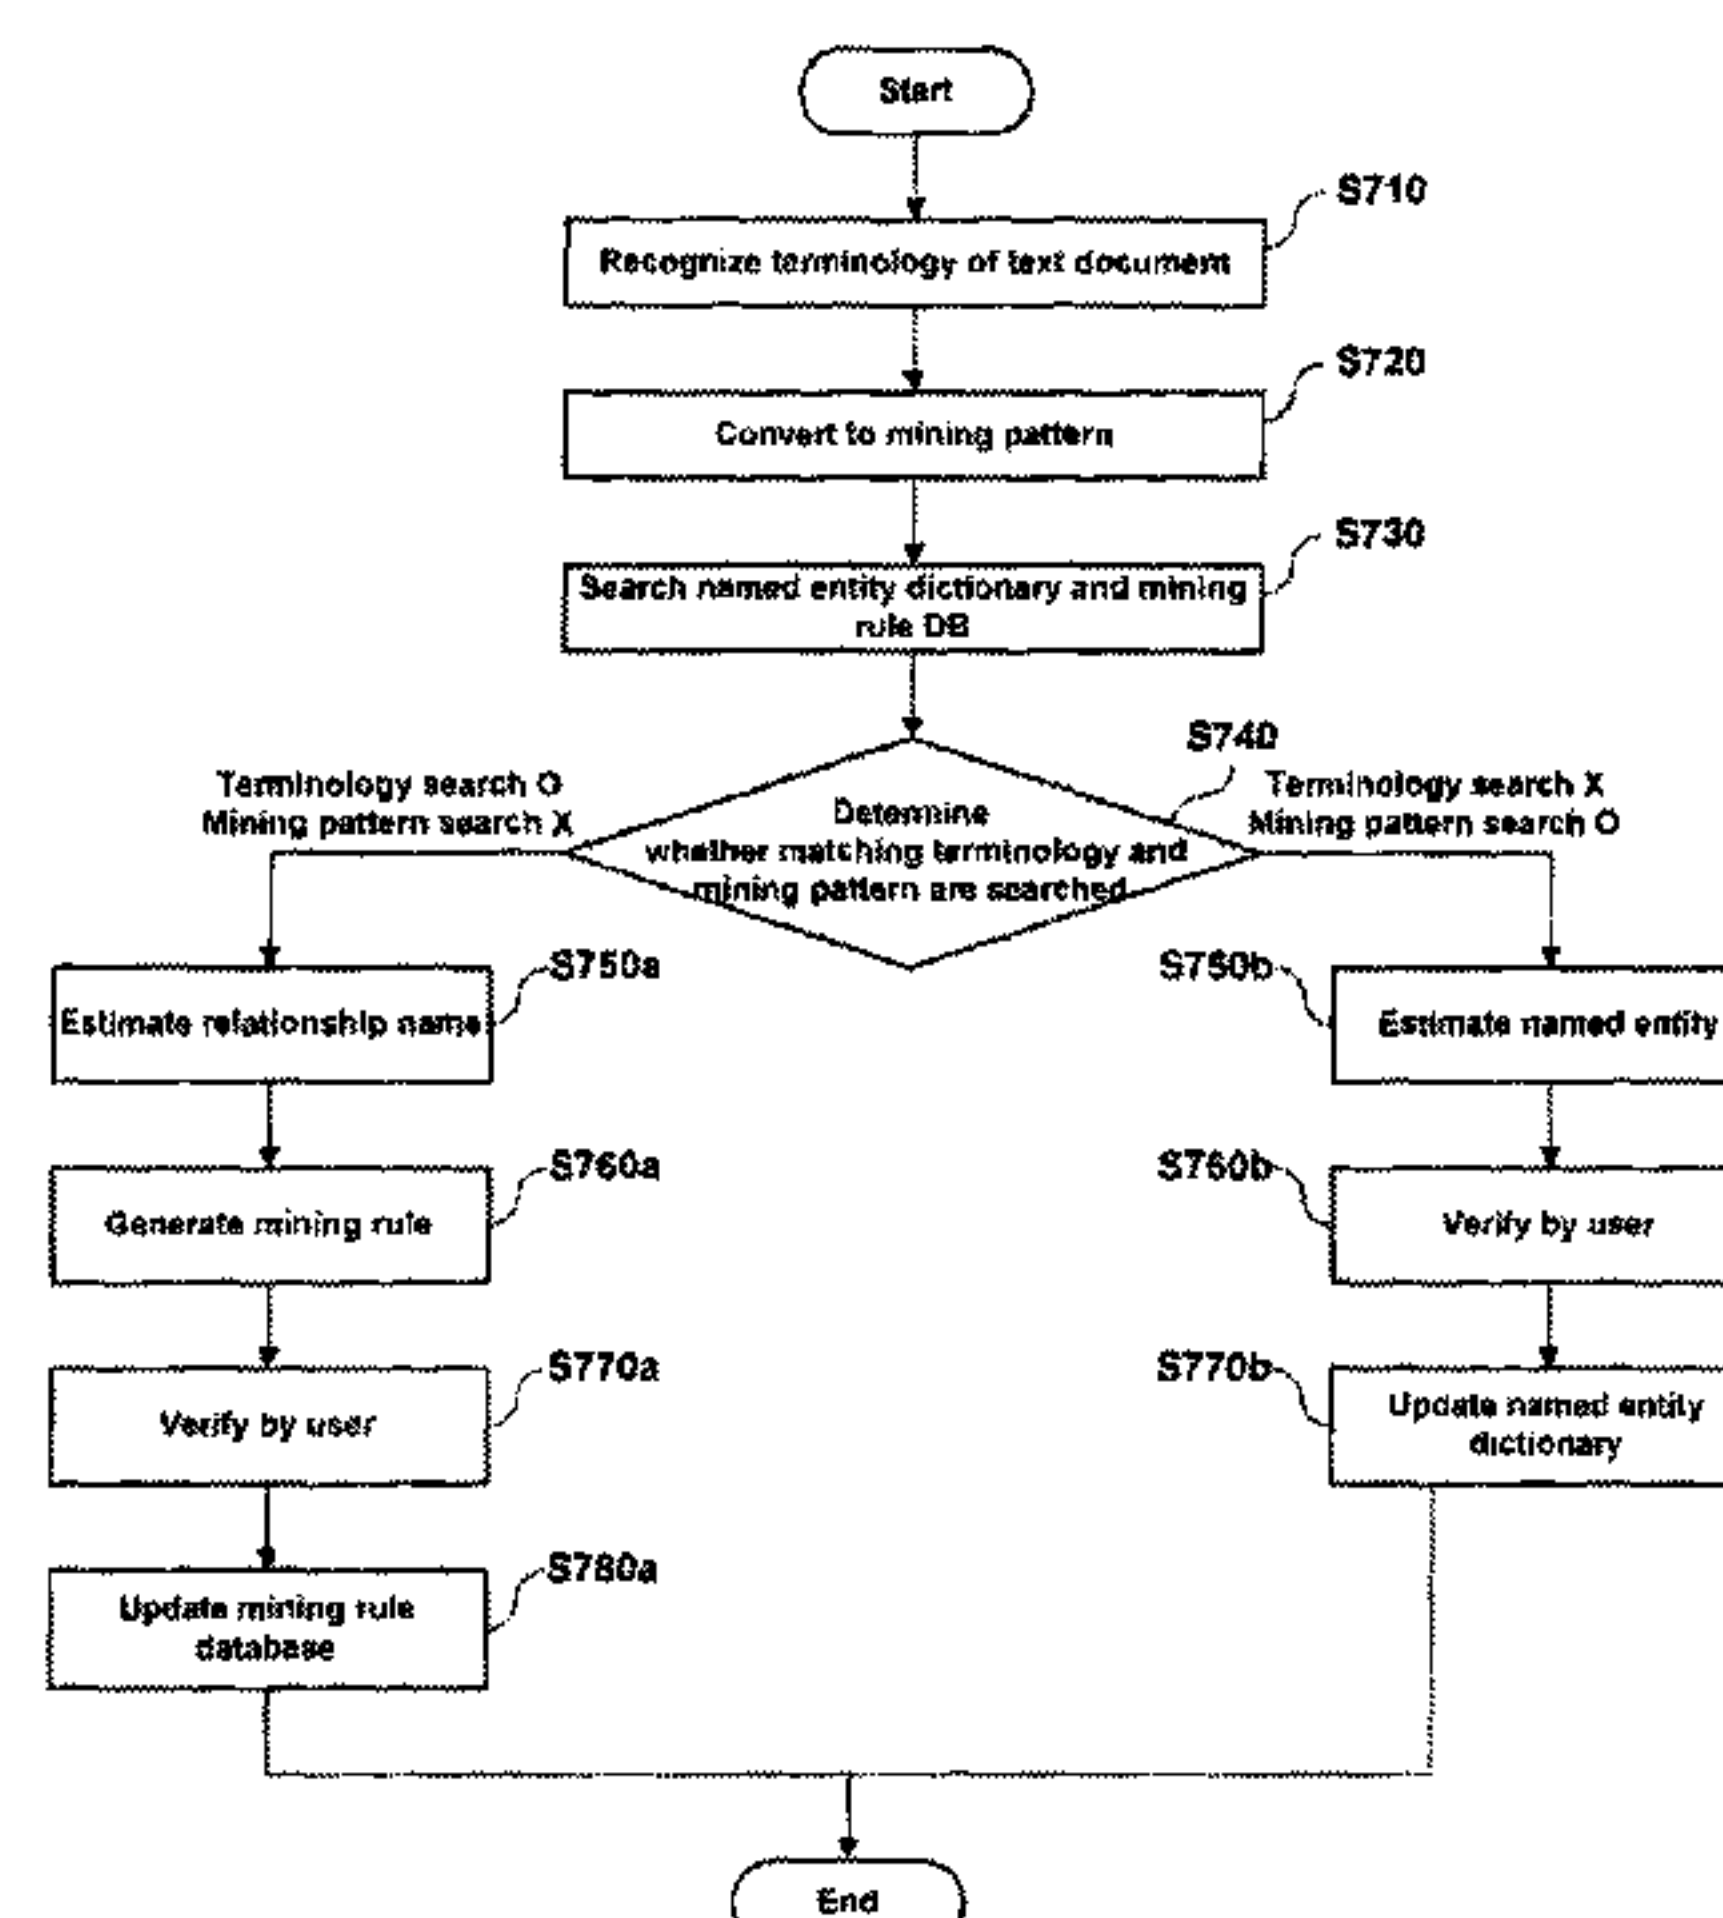 Start
S710
Recognize terminology of text document
S720
Convert to mining pattern
S730
Search named entity dictionary and mining
rule DB
S740
Terminology search O
Mining pattern search X
Determine
whether matching terminology and
mining pattern are searched
Terminology search X
Mining pattern search O
S750a
Estimate relationship name
S750b
Estimate named entity
S760a
Generate mining rule
S760b
Verify by user
S770a
Verify by user
S770b
Update named entity
dictionary
S780a
Update mining rule
database
End